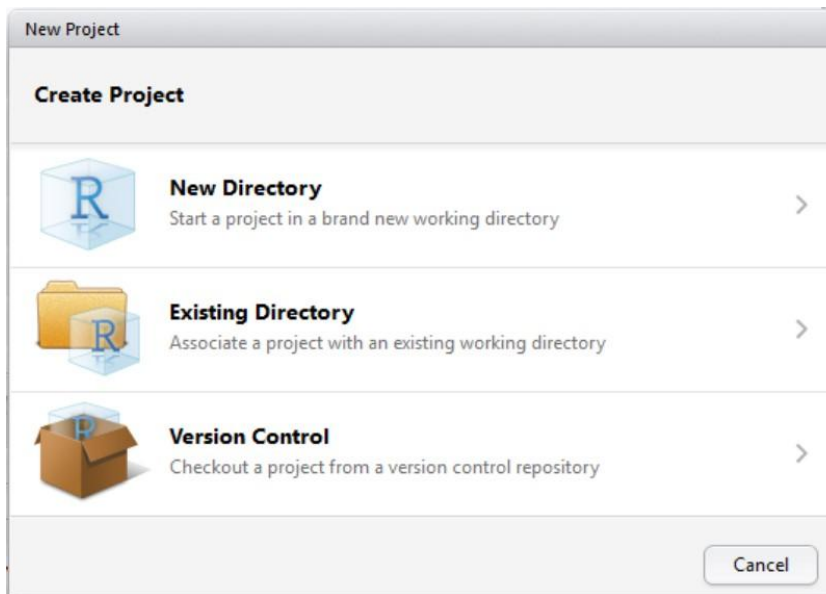 New Project
Create Project
R
New Directory
Start a project in a brand new working directory
R
Existing Directory
Associate a project with an existing working directory
R
Version Control
Checkout a project from a version control repository
Cancel